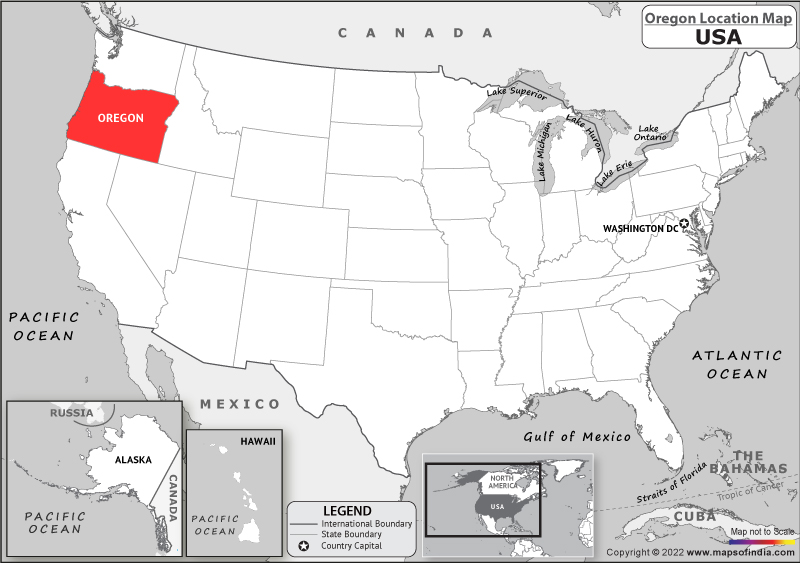 CANADA
Oregon Location Map
USA
Lake Superior
Lake Michigan
Lake Huron
Lake
Ontario
Lake Erie
OREGON
WASHINGTON DC
PACIFIC
OCEAN
ATLANTIC
OCEAN
MEXICO
Gulf of Mexico
RUSSIA
ALASKA
CANADA
PACIFIC
OCEAN
HAWAII
PACIFIC
OCEAN
LEGEND
International Boundary
State Boundary
Country Capital
NORTH
AMERICA
USA
THE
BAHAMAS
Straits of Florida
Tropic of Cancer
CUBA
Map not to Scale
Copyright © 2022 www.mapsofindia.com